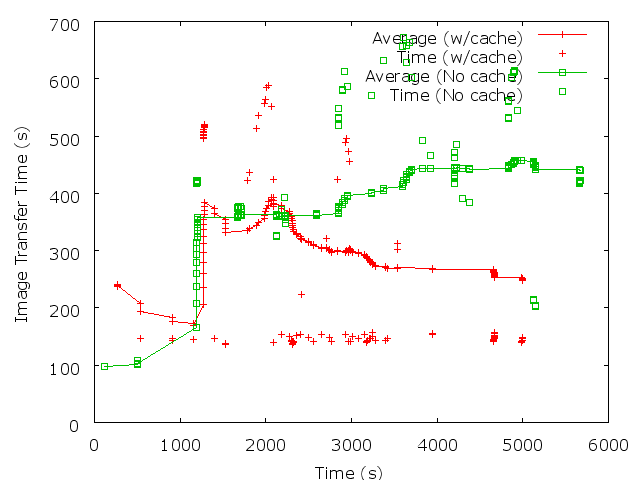 700
600
500
400
300
200
100
0
Image Transfer Time (s)
Average (w/cache)
Time (w/cache)
Average (No cache)
Time (No cache)
0 1000 2000 3000 4000 5000 6000
Time (s)